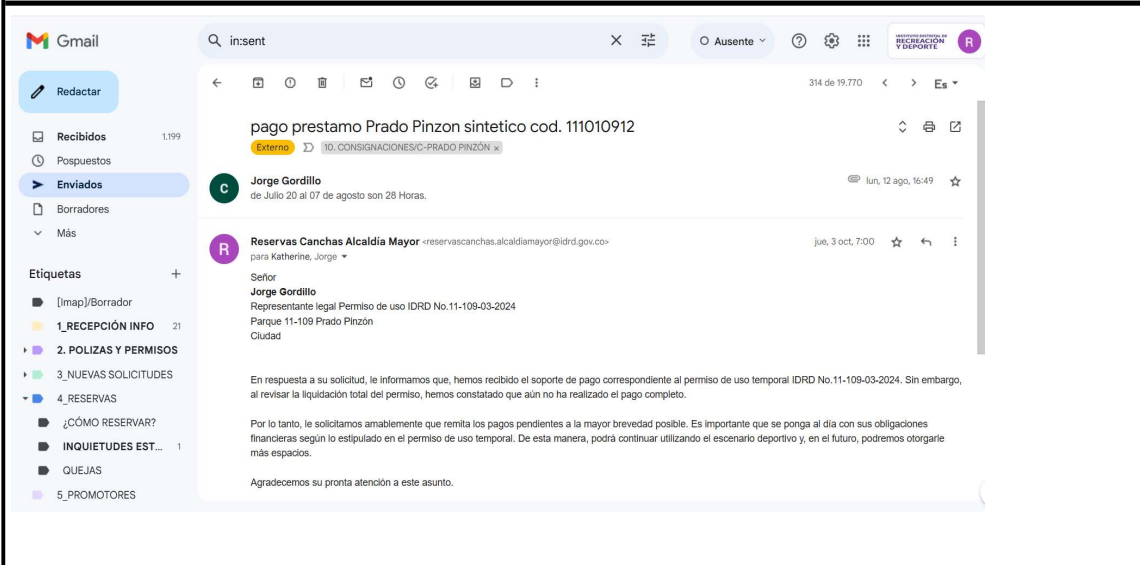 Gmail
in:sent
Ausente
INSTITUTO DISTRITAL DE
RECREACIÓN
Y DEPORTE
R
Redactar
314 de 19.770
Es
Recibidos 1.199
Pospuestos
Enviados
Borradores
Más
Etiquetas
[Imap]/Borrador
1_RECEPCIÓN INFO 21
2. POLIZAS Y PERMISOS
3_NUEVAS SOLICITUDES
4_RESERVAS
¿CÓMO RESERVAR?
INQUIETUDES EST... 1
QUEJAS
5_PROMOTORES
pago prestamo Prado Pinzon sintetico cod. 111010912
Externo 10. CONSIGNACIONES/C-PRADO PINZÓN ×
C
Jorge Gordillo lun, 12 ago, 16:49
de Julio 20 al 07 de agosto son 28 Horas.
R
Reservas Canchas Alcaldía Mayor <reservascanchas.alcaldiamayor@idrd.gov.co> jue, 3 oct, 7:00
para Katherine, Jorge
Señor
Jorge Gordillo
Representante legal Permiso de uso IDRD No.11-109-03-2024
Parque 11-109 Prado Pinzón
Ciudad
En respuesta a su solicitud, le informamos que, hemos recibido el soporte de pago correspondiente al permiso de uso temporal IDRD No.11-109-03-2024. Sin embargo,
al revisar la liquidación total del permiso, hemos constatado que aún no ha realizado el pago completo.
Por lo tanto, le solicitamos amablemente que remita los pagos pendientes a la mayor brevedad posible. Es importante que se ponga al día con sus obligaciones
financieras según lo estipulado en el permiso de uso temporal. De esta manera, podrá continuar utilizando el escenario deportivo y, en el futuro, podremos otorgarle
más espacios.
Agradecemos su pronta atención a este asunto.